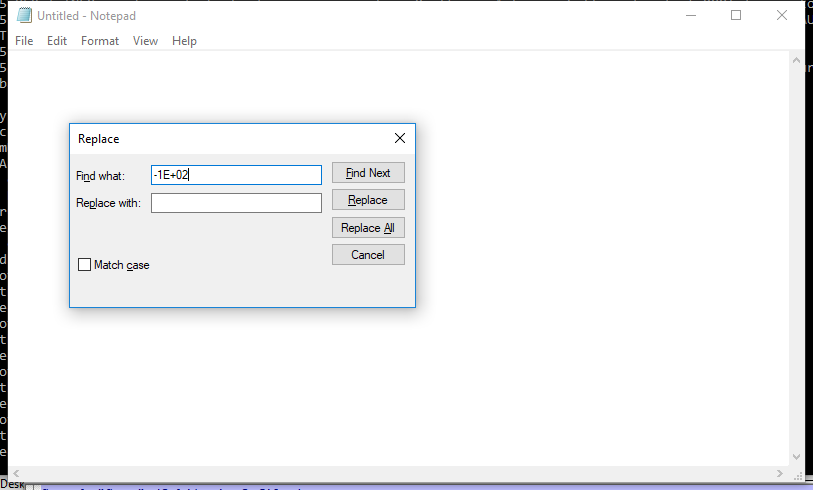 Untitled - Notepad
File Edit Format View Help
Replace
Find what: -1E+02 Find Next
Replace with: Replace
Replace All
Cancel
Match case
Desk